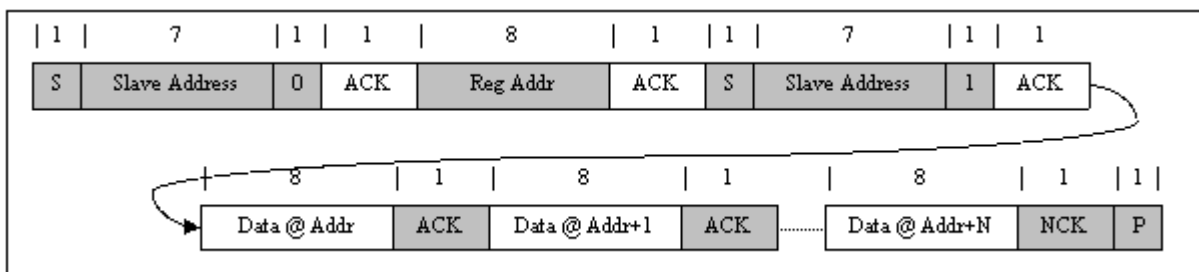 | 1 | 7 | 1 | 1 | 8 | 1 | 1 | 7 | 1 | 1
S Slave Address 0 ACK Reg Addr ACK S Slave Address 1 ACK
| 8 | 1 | 8 | 1 | 8 | 1 | 1 |
Data @ Addr ACK Data @ Addr+1 ACK ........... Data @ Addr+N NCK P